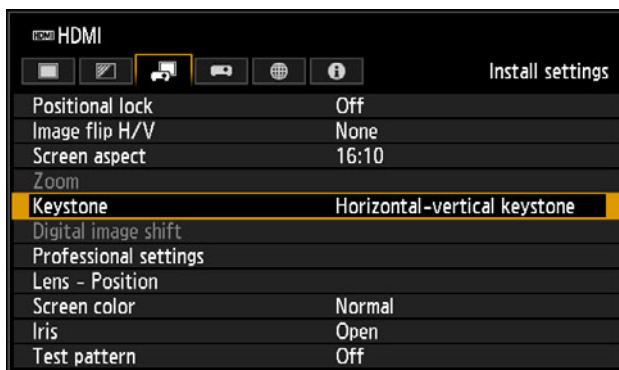 HDMI HDMI
Install settings
Positional lock Off
Image flip H/V None
Screen aspect 16:10
Zoom
Keystone Horizontal-vertical keystone
Digital image shift
Professional settings
Lens - Position
Screen color Normal
Iris Open
Test pattern Off